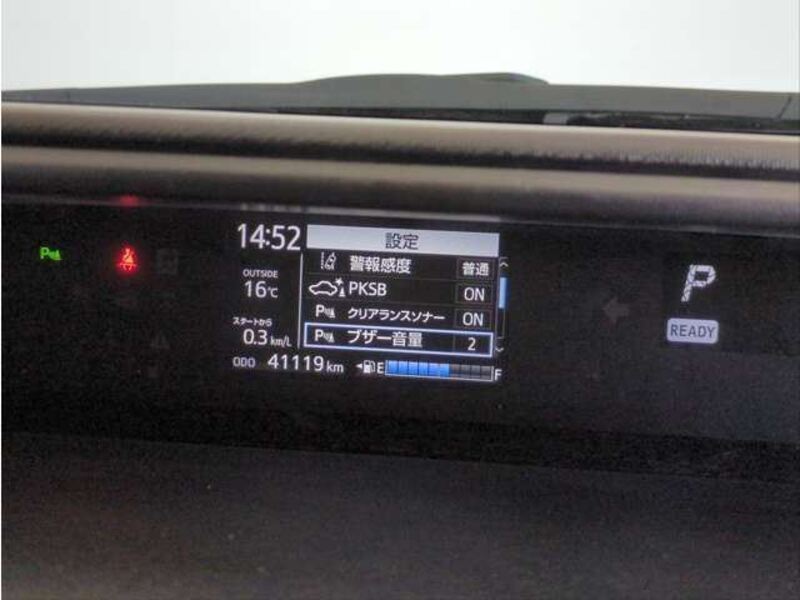 14:52
設定
警報感度 普通
OUTSIDE
16℃
PKSB ON
クリアランスソナー ON
スタートから
0.3 km/L
ブザー音量 2
ODO 41119 km
E F
P
P
READY